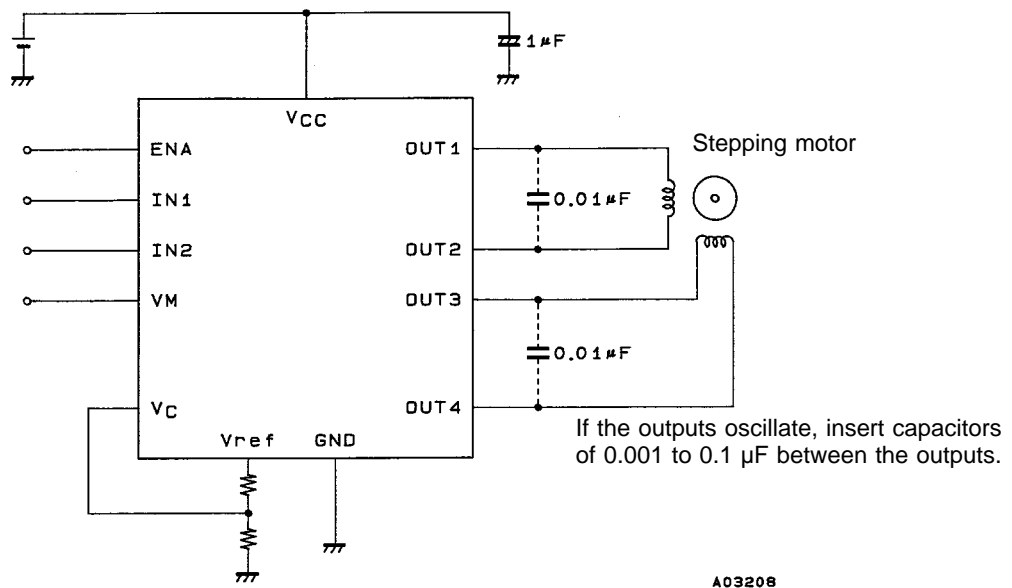 1μF
VCC
ENA
OUT1
Stepping motor
IN1
0.01μF
IN2
OUT2
VM
OUT3
0.01μF
VC
OUT4
If the outputs oscillate, insert capacitors
of 0.001 to 0.1 μF between the outputs.
Vref
GND
A03208